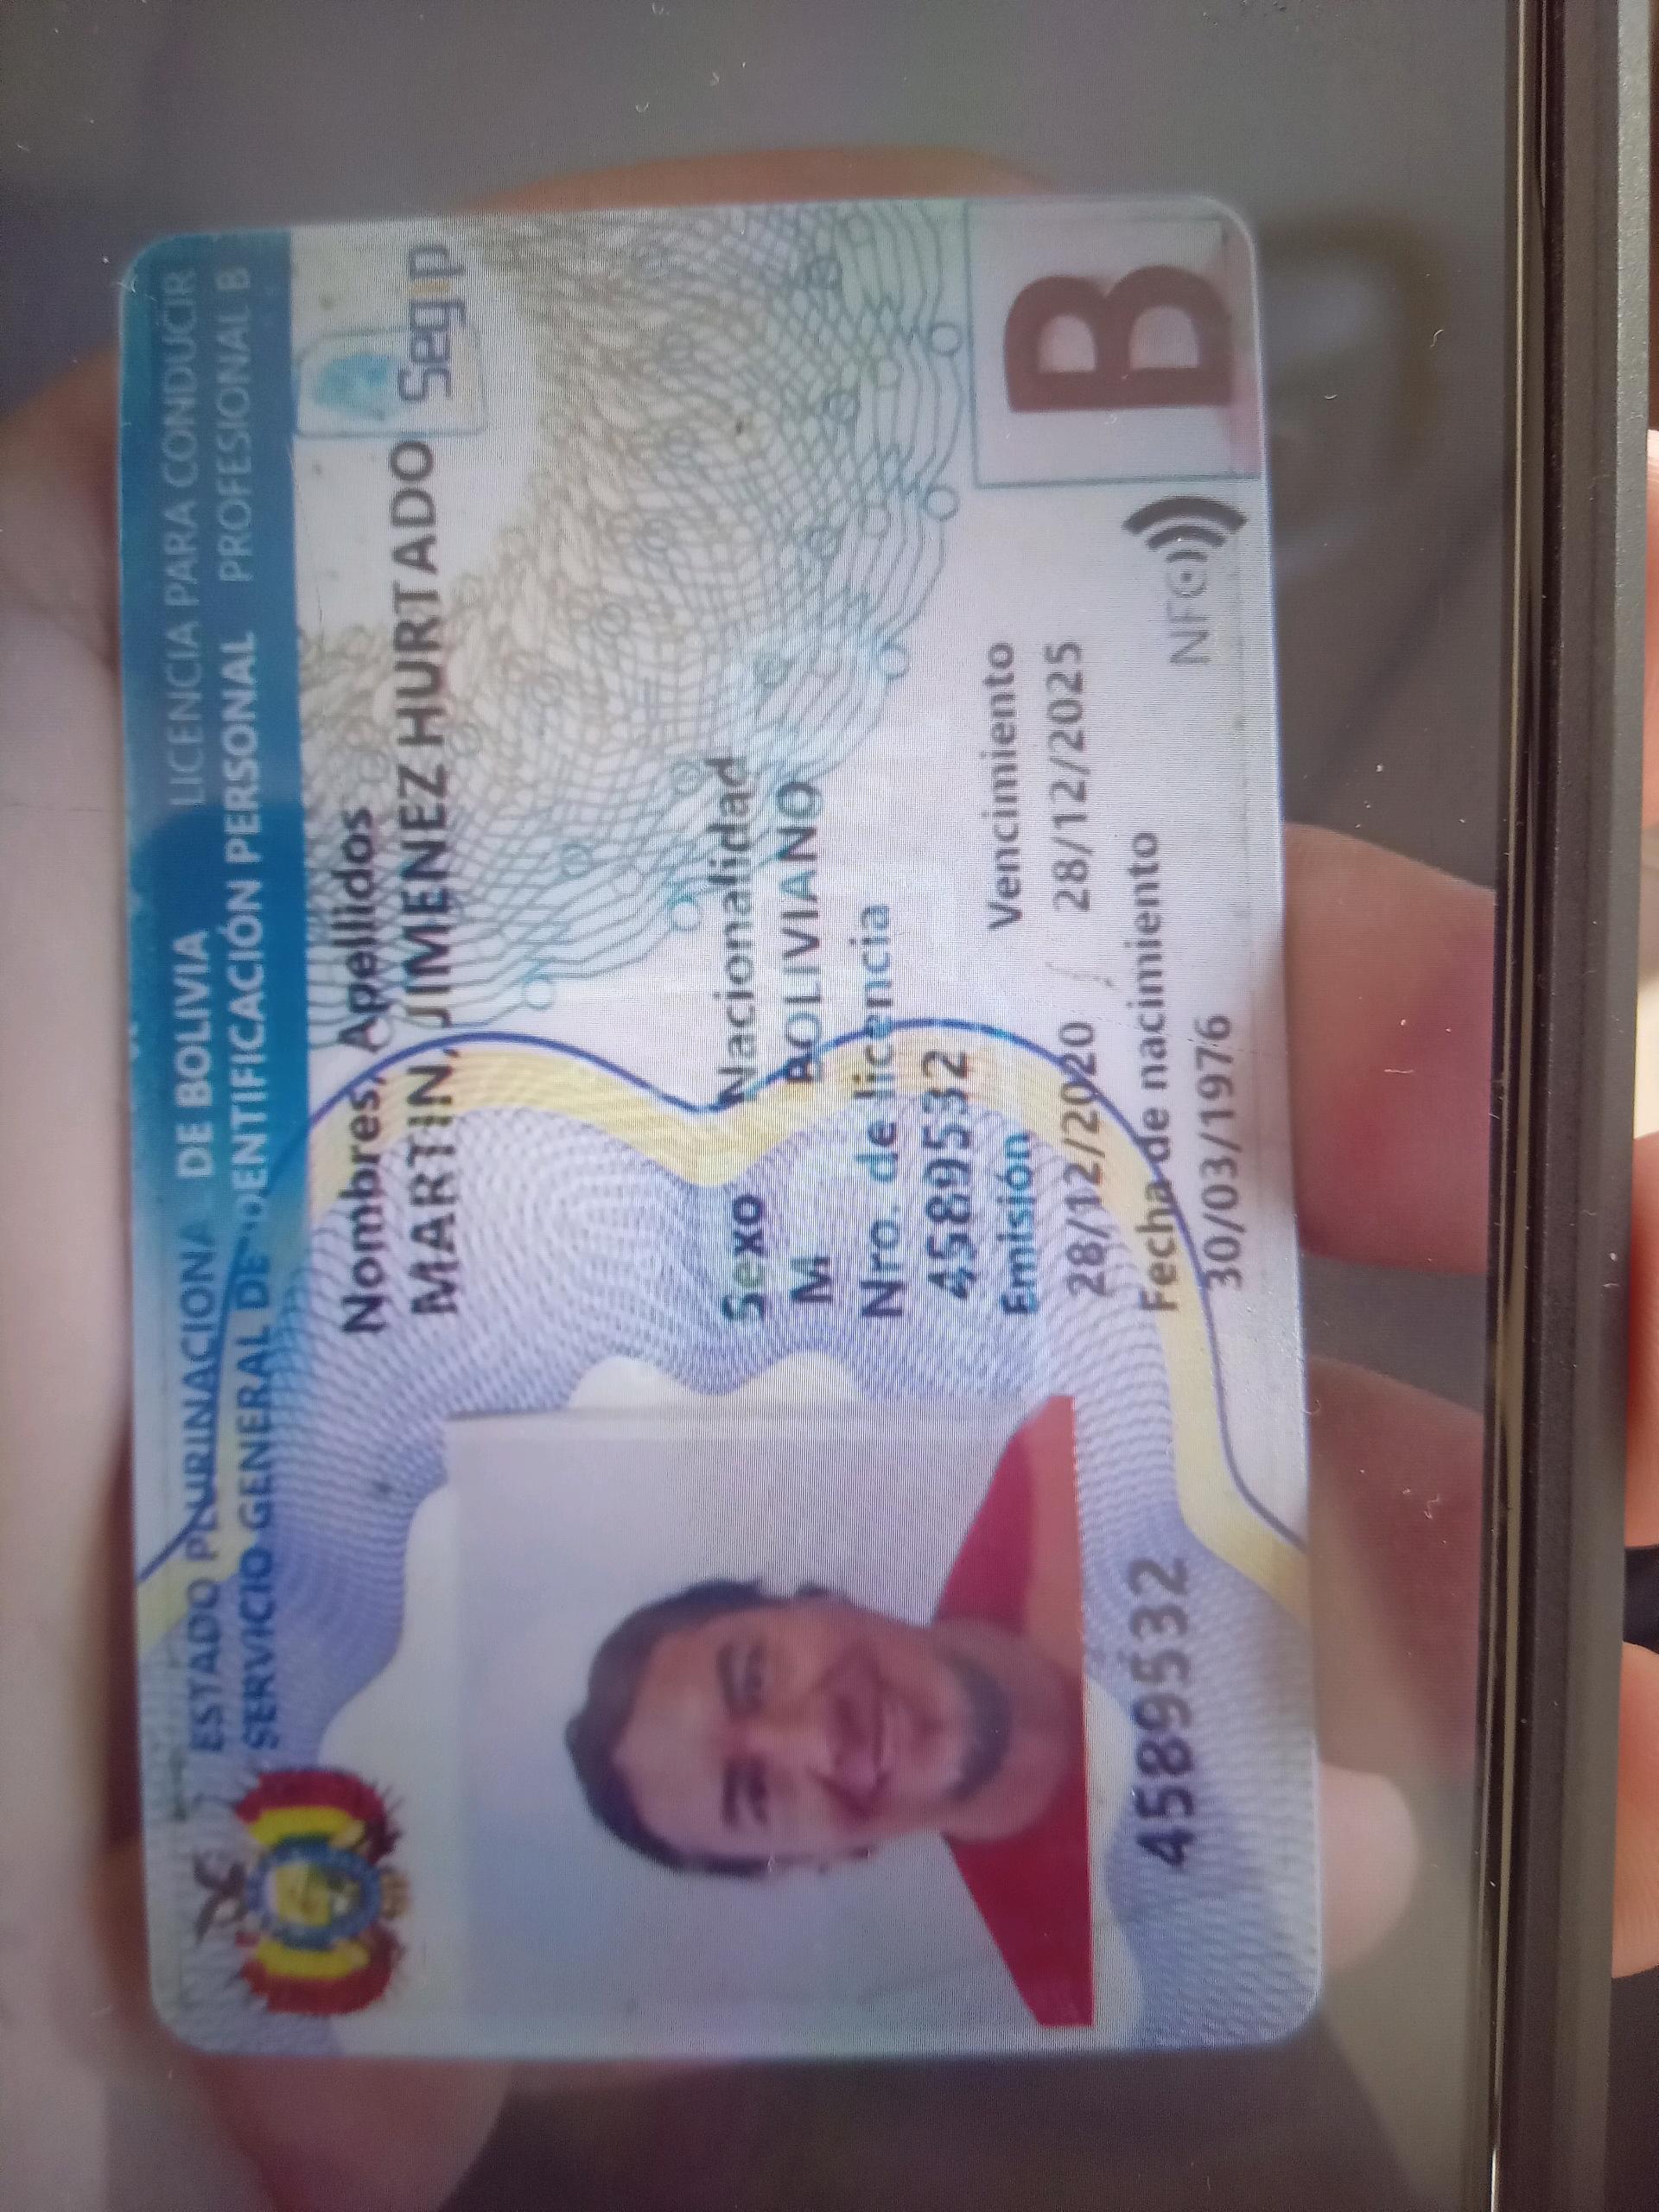 ESTADO PLURINACIONA DE BOLIVIA LICENCIA PARA CONDUCIR
SERVICIO GENERAL DE IDENTIFICACIÓN PERSONAL PROFESIONAL B
Nombres, Apellidos
MARTIN, JIMENEZ HURTADO
Segip
Sexo Nacionalidad
M BOLIVIANO
Nro. de licencia
4589532
Emisión Vencimiento
28/12/2020 28/12/2025
Fecha de nacimiento
30/03/1976
4589532
NFC
B